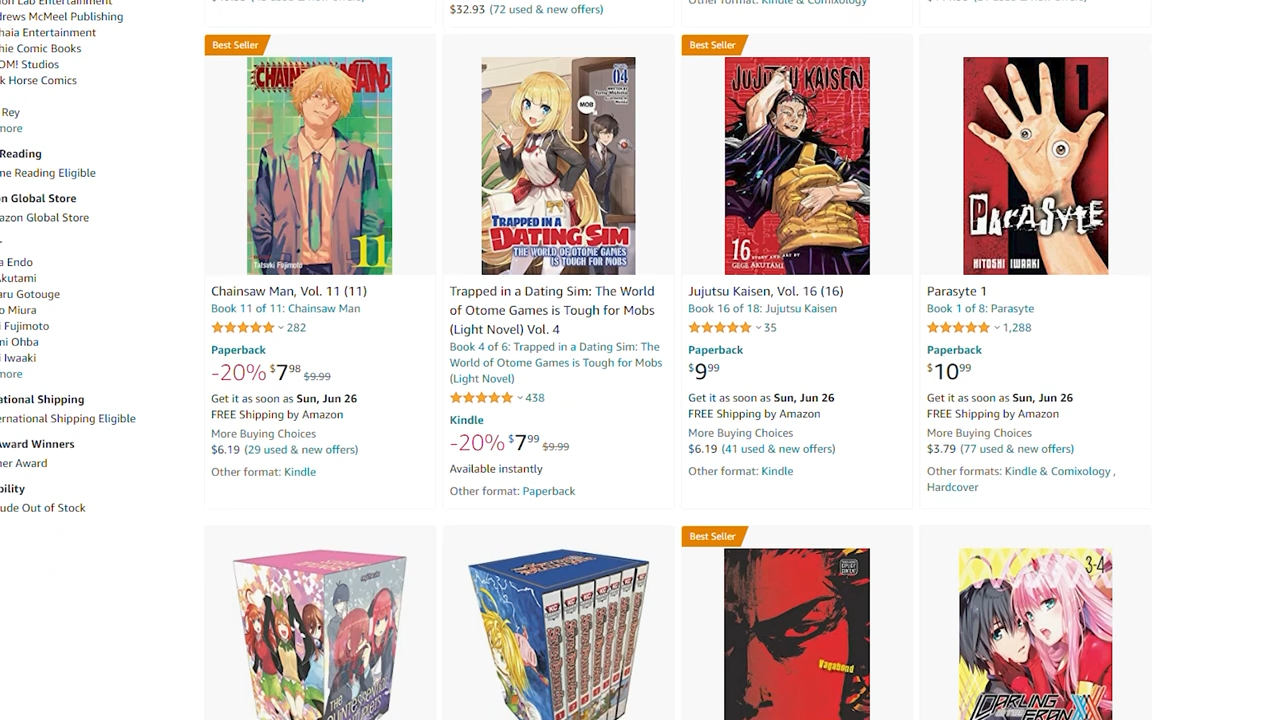 tion Lab Entertainment
drews McMeel Publishing
chaia Entertainment
hie Comic Books
OM! Studios
k Horse Comics
Rey
more
Reading
me Reading Eligible
n Global Store
azon Global Store
a Endo
Akutami
aru Gotouge
o Miura
i Fujimoto
mi Ohba
i Iwaaki
more
ational Shipping
ernational Shipping Eligible
Award Winners
ner Award
bility
ude Out of Stock
$32.93 (72 used & new offers)
Other format: Kindle & Comixology
Best Seller
CHAINSAW MAN
Tatsuki Fujimoto
11
Chainsaw Man, Vol. 11 (11)
Book 11 of 11: Chainsaw Man
282
Paperback
-20% $7.98 $9.99
Get it as soon as Sun, Jun 26
FREE Shipping by Amazon
More Buying Choices
$6.19 (29 used & new offers)
Other format: Kindle
04
MOB
TRAPPED IN A
DATING SIM
THE WORLD OF OTOME GAMES
IS TOUGH FOR MOBS
Trapped in a Dating Sim: The World
of Otome Games is Tough for Mobs
(Light Novel) Vol. 4
Book 4 of 6: Trapped in a Dating Sim: The
World of Otome Games is Tough for Mobs
(Light Novel)
438
Kindle
-20% $7.99 $9.99
Available instantly
Other format: Paperback
Best Seller
JUJUTSU KAISEN
16
STORY AND ART BY
GEGE AKUTAMI
Jujutsu Kaisen, Vol. 16 (16)
Book 16 of 18: Jujutsu Kaisen
35
Paperback
$9.99
Get it as soon as Sun, Jun 26
FREE Shipping by Amazon
More Buying Choices
$6.19 (41 used & new offers)
Other format: Kindle
1
PARASYTE
HITOSHI IWAAKI
Parasyte 1
Book 1 of 8: Parasyte
1,288
Paperback
$10.99
Get it as soon as Sun, Jun 26
FREE Shipping by Amazon
More Buying Choices
$3.79 (77 used & new offers)
Other formats: Kindle & Comixology ,
Hardcover
Best Seller
Vagabond
3-4
DARLING